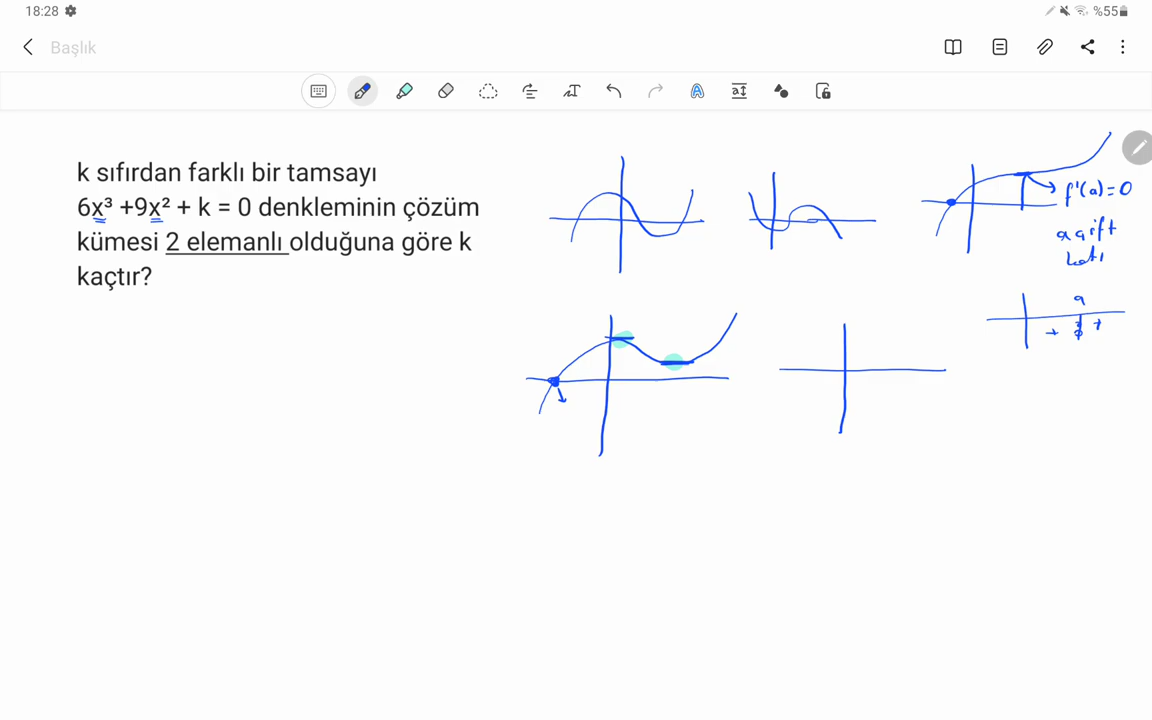 18:28
%55
Başlık
k sıfırdan farklı bir tamsayı
6x³ +9x² + k = 0 denkleminin çözüm
kümesi 2 elemanlı olduğuna göre k
kaçtır?
f'(a)=0
a çift
katı
a
+ +